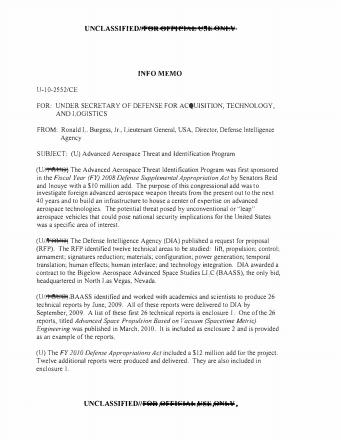 UNCLASSIFIED//FOR OFFICIAL USE ONLY
INFO MEMO
U-10-2552/CE
FOR: UNDER SECRETARY OF DEFENSE FOR ACQUISITION, TECHNOLOGY,
AND LOGISTICS
FROM: Ronald L. Burgess, Jr., Lieutenant General, USA, Director, Defense Intelligence
Agency
SUBJECT: (U) Advanced Aerospace Threat and Identification Program
(U) The Advanced Aerospace Threat Identification Program was first sponsored
in the Fiscal Year (FY) 2008 Defense Supplemental Appropriation Act by Senators Reid
and Inouye with a $10 million add. The purpose of this congressional add was to
investigate foreign advanced aerospace weapon threats from the present out to the next
40 years and to build an infrastructure to house a center of expertise on advanced
aerospace technologies. The potential threat posed by unconventional or "leap"
aerospace vehicles that could pose national security implications for the United States
was a specific area of interest.
(U) The Defense Intelligence Agency (DIA) published a request for proposal
(RFP). The RFP identified twelve technical areas to be studied: lift, propulsion; control;
armament; signatures reduction; materials; configuration; power generation; temporal
translation; human effects; human interface; and technology integration. DIA awarded a
contract to the Bigelow Aerospace Advanced Space Studies LLC (BAASS), the only bid,
headquartered in North Las Vegas, Nevada.
(U) BAASS identified and worked with academics and scientists to produce 26
technical reports by June, 2009. All of these reports were delivered to DIA by
September, 2009. A list of these first 26 technical reports is enclosure 1. One of the 26
reports, titled Advanced Space Propulsion Based on Vacuum (Spacetime Metric)
Engineering was published in March, 2010. It is included as enclosure 2 and is provided
as an example of the reports.
(U) The FY 2010 Defense Appropriations Act included a $12 million add for the project.
Twelve additional reports were produced and delivered. They are also included in
enclosure 1.
UNCLASSIFIED//FOR OFFICIAL USE ONLY